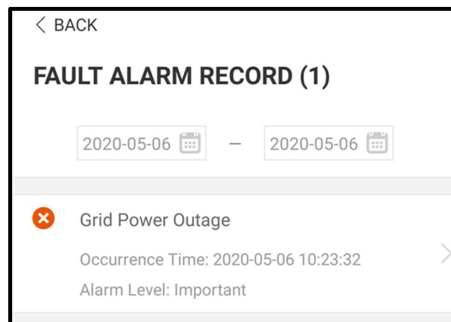 BACK
FAULT ALARM RECORD (1)
2020-05-06 – 2020-05-06
Grid Power Outage
Occurrence Time: 2020-05-06 10:23:32
Alarm Level: Important